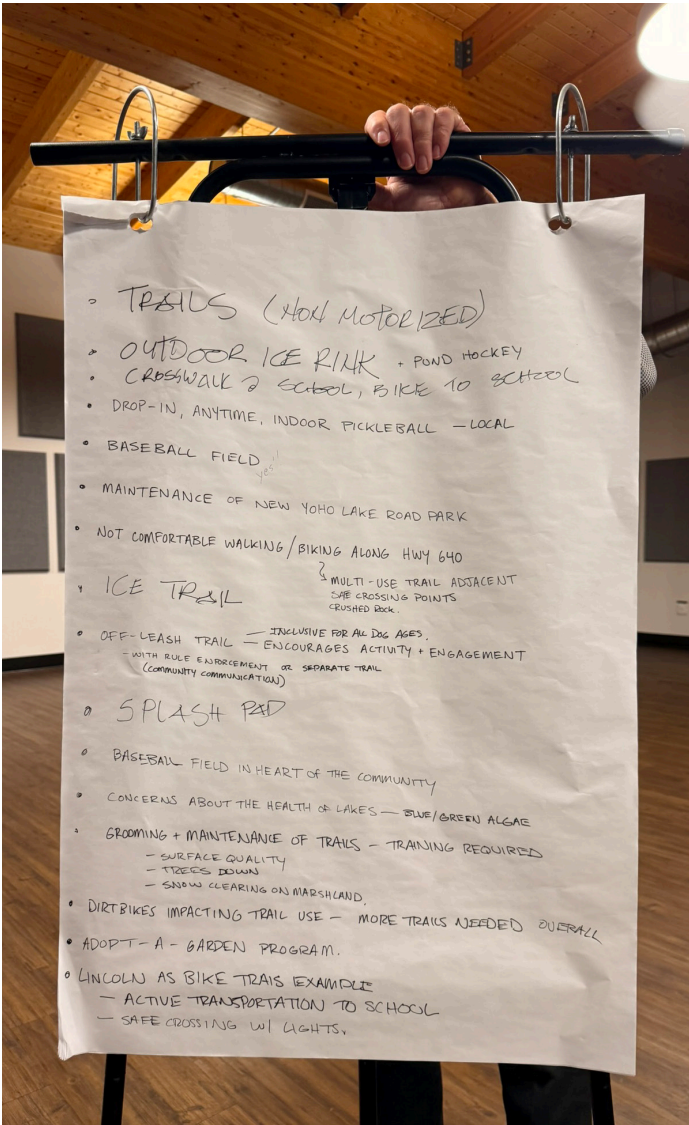 • TRAILS (NON MOTORIZED)
• OUTDOOR ICE RINK + POND HOCKEY
• CROSSWALK @ SCHOOL, BIKE TO SCHOOL
• DROP-IN, ANYTIME, INDOOR PICKLEBALL — LOCAL
• BASEBALL FIELD
yes!!
• MAINTENANCE OF NEW YOHO LAKE ROAD PARK
• NOT COMFORTABLE WALKING/BIKING ALONG HWY 640
MULTI-USE TRAIL ADJACENT
SAFE CROSSING POINTS
CRUSHED ROCK.
• ICE TRAIL
• OFF-LEASH TRAIL — INCLUSIVE FOR ALL DOG AGES.
— ENCOURAGES ACTIVITY + ENGAGEMENT
- WITH RULE ENFORCEMENT OR SEPARATE TRAIL
(COMMUNITY COMMUNICATION)
• SPLASH PAD
• BASEBALL FIELD IN HEART OF THE COMMUNITY
• CONCERNS ABOUT THE HEALTH OF LAKES — BLUE/GREEN ALGAE
• GROOMING + MAINTENANCE OF TRAILS - TRAINING REQUIRED
— SURFACE QUALITY
— TREES DOWN
— SNOW CLEARING ON MARSHLAND.
• DIRTBIKES IMPACTING TRAIL USE — MORE TRAILS NEEDED OVERALL
• ADOPT-A-GARDEN PROGRAM.
• LINCOLN AS BIKE TRAIS EXAMPLE
— ACTIVE TRANSPORTATION TO SCHOOL
— SAFE CROSSING W/ LIGHTS.